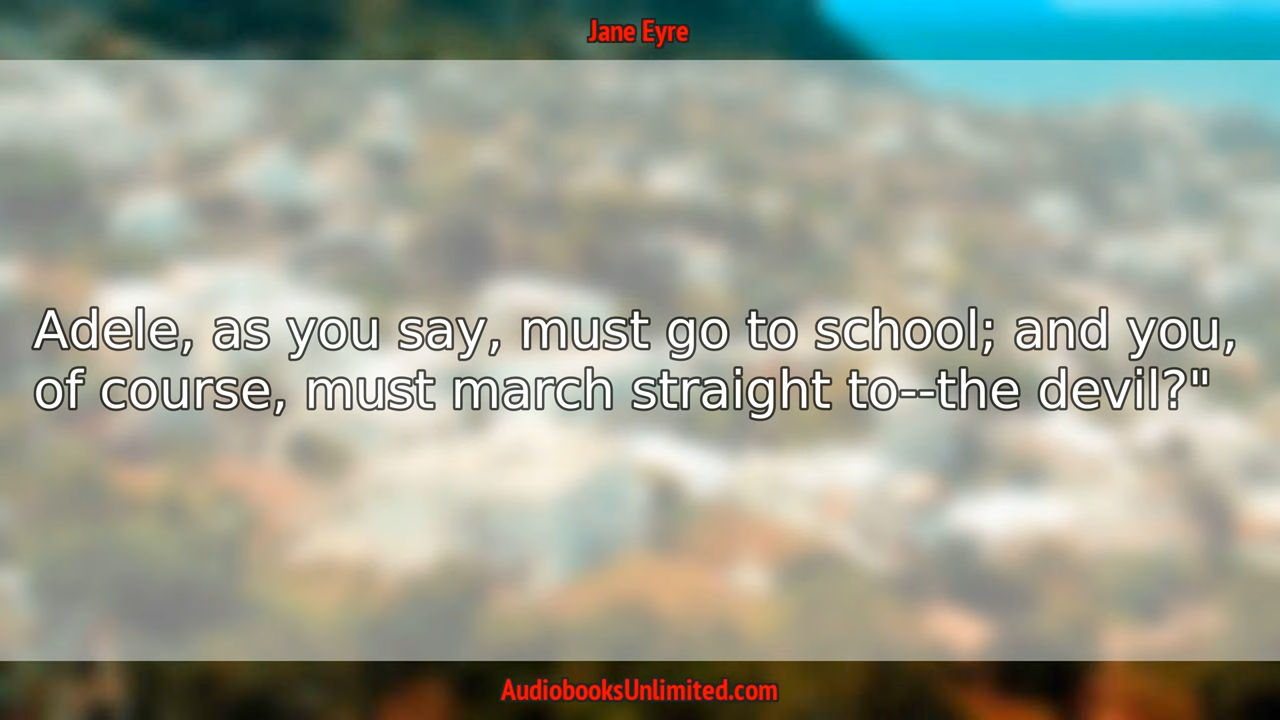 Jane Eyre
Adele, as you say, must go to school; and you,
of course, must march straight to--the devil?"
AudiobooksUnlimited.com